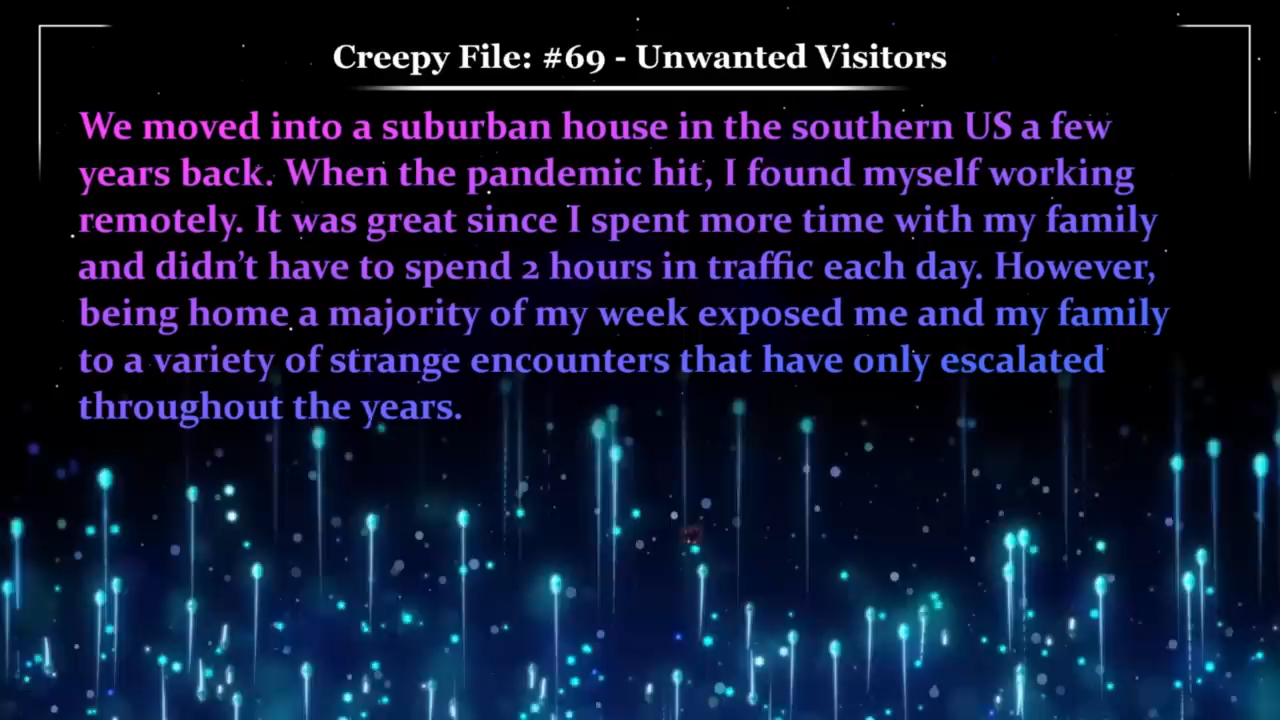 Creepy File: #69 - Unwanted Visitors
We moved into a suburban house in the southern US a few
years back. When the pandemic hit, I found myself working
remotely. It was great since I spent more time with my family
and didn’t have to spend 2 hours in traffic each day. However,
being home a majority of my week exposed me and my family
to a variety of strange encounters that have only escalated
throughout the years.